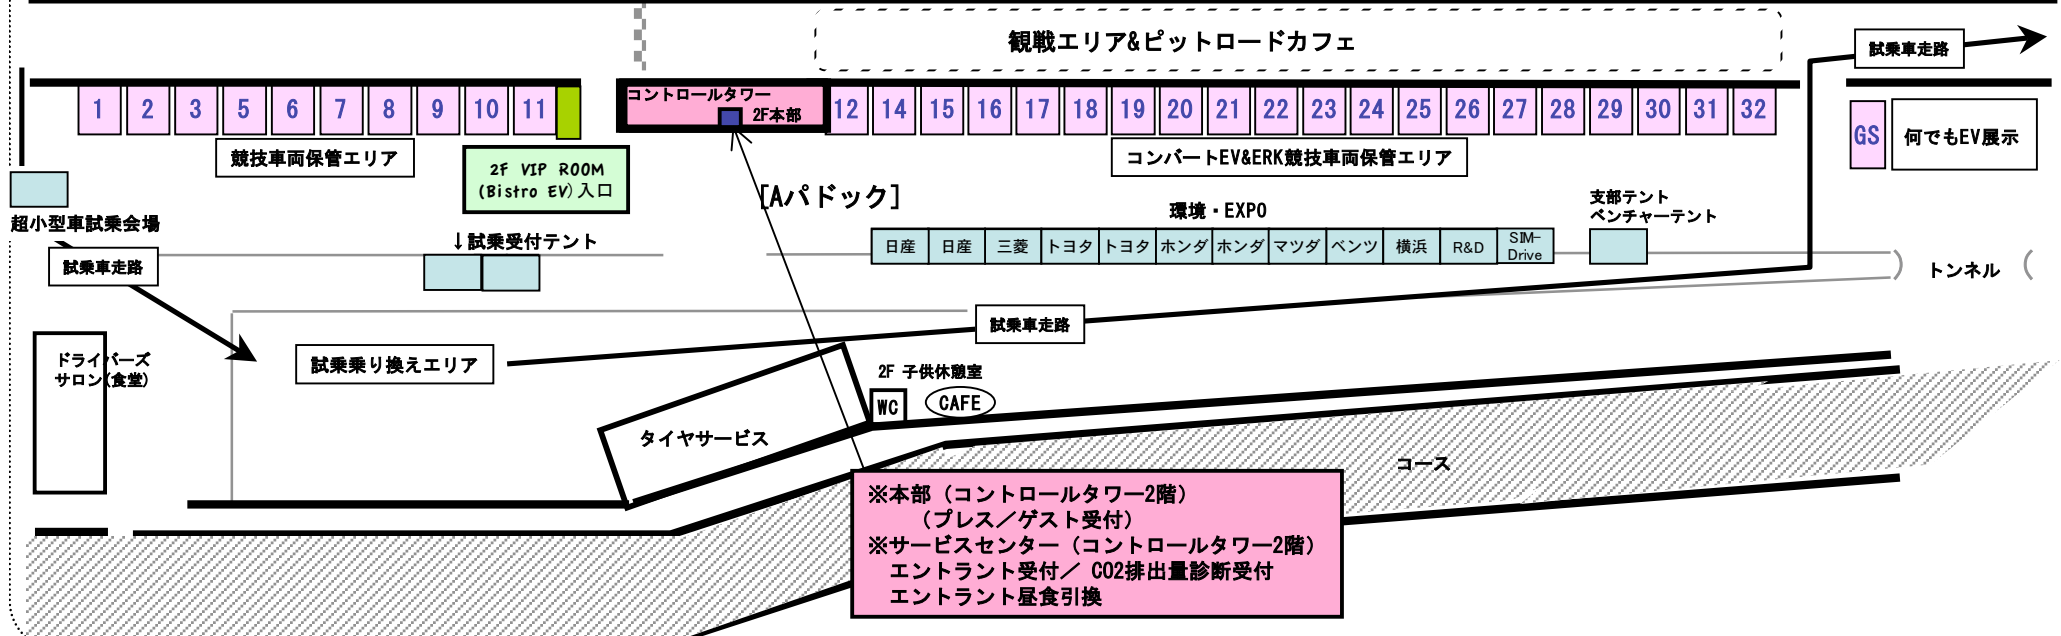 観戦エリア&ピットロードカフェ
試乗車走路
コントロールタワー
2F本部
1 2 3 5 6 7 8 9 10 11
12 14 15 16 17 18 19 20 21 22 23 24 25 26 27 28 29 30 31 32
GS
何でもEV展示
競技車両保管エリア
コンバートEV&ERK競技車両保管エリア
2F VIP ROOM
(Bistro EV)入口
[Aパドック]
超小型車試乗会場
環境・EXPO
支部テント
ベンチャーテント
↓試乗受付テント
日産 日産 三菱 トヨタ トヨタ ホンダ ホンダ マツダ ベンツ 横浜 R&D SIM-
Drive
試乗車走路
トンネル
試乗車走路
ドライバーズ
サロン(食堂)
試乗乗り換えエリア
2F 子供休憩室
WC
CAFE
タイヤサービス
コース
※本部（コントロールタワー2階）
（プレス／ゲスト受付）
※サービスセンター（コントロールタワー2階）
エントラント受付／ CO2排出量診断受付
エントラント昼食引換